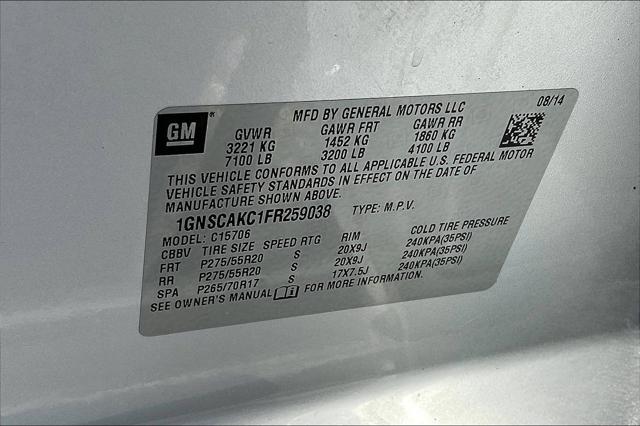 08/14
MFD BY GENERAL MOTORS LLC
GM®
GVWR GAWR FRT GAWR RR
3221 KG 1452 KG 1860 KG
7100 LB 3200 LB 4100 LB
THIS VEHICLE CONFORMS TO ALL APPLICABLE U.S. FEDERAL MOTOR
VEHICLE SAFETY STANDARDS IN EFFECT ON THE DATE OF
MANUFACTURE SHOWN ABOVE.
1GNSCAKC1FR259038 TYPE: M.P.V.
MODEL: C15706
CBBV TIRE SIZE SPEED RTG RIM COLD TIRE PRESSURE
FRT P275/55R20 S 20X9J 240KPA(35PSI)
RR P275/55R20 S 20X9J 240KPA(35PSI)
SPA P265/70R17 S 17X7.5J 240KPA(35PSI)
SEE OWNER'S MANUAL FOR MORE INFORMATION.